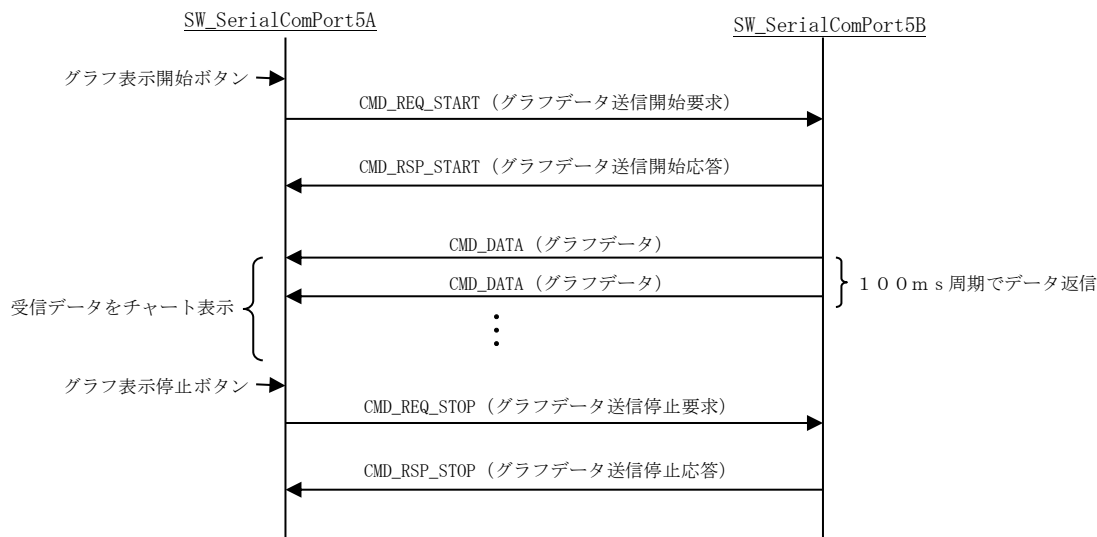 SW_SerialComPort5A
SW_SerialComPort5B
グラフ表示開始ボタン
CMD_REQ_START (グラフデータ送信開始要求)
CMD_RSP_START (グラフデータ送信開始応答)
CMD_DATA (グラフデータ)
CMD_DATA (グラフデータ)
１００ｍｓ周期でデータ返信
受信データをチャート表示
グラフ表示停止ボタン
CMD_REQ_STOP (グラフデータ送信停止要求)
CMD_RSP_STOP (グラフデータ送信停止応答)